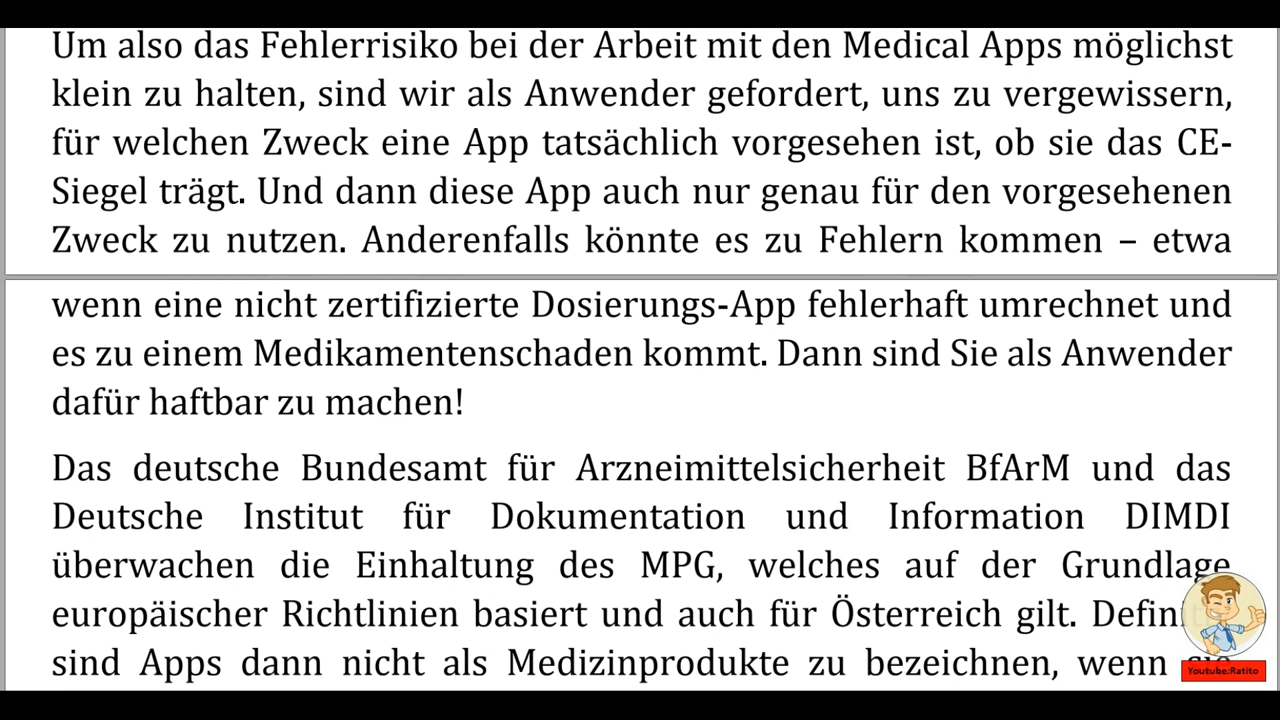 Um also das Fehlerrisiko bei der Arbeit mit den Medical Apps möglichst
klein zu halten, sind wir als Anwender gefordert, uns zu vergewissern,
für welchen Zweck eine App tatsächlich vorgesehen ist, ob sie das CE-
Siegel trägt. Und dann diese App auch nur genau für den vorgesehenen
Zweck zu nutzen. Anderenfalls könnte es zu Fehlern kommen – etwa
wenn eine nicht zertifizierte Dosierungs-App fehlerhaft umrechnet und
es zu einem Medikamentenschaden kommt. Dann sind Sie als Anwender
dafür haftbar zu machen!
Das deutsche Bundesamt für Arzneimittelsicherheit BfArM und das
Deutsche Institut für Dokumentation und Information DIMDI
überwachen die Einhaltung des MPG, welches auf der Grundlage
europäischer Richtlinien basiert und auch für Österreich gilt.
sind Apps dann nicht als Medizinprodukte zu bezeichnen, wenn
Youtube:Ratito